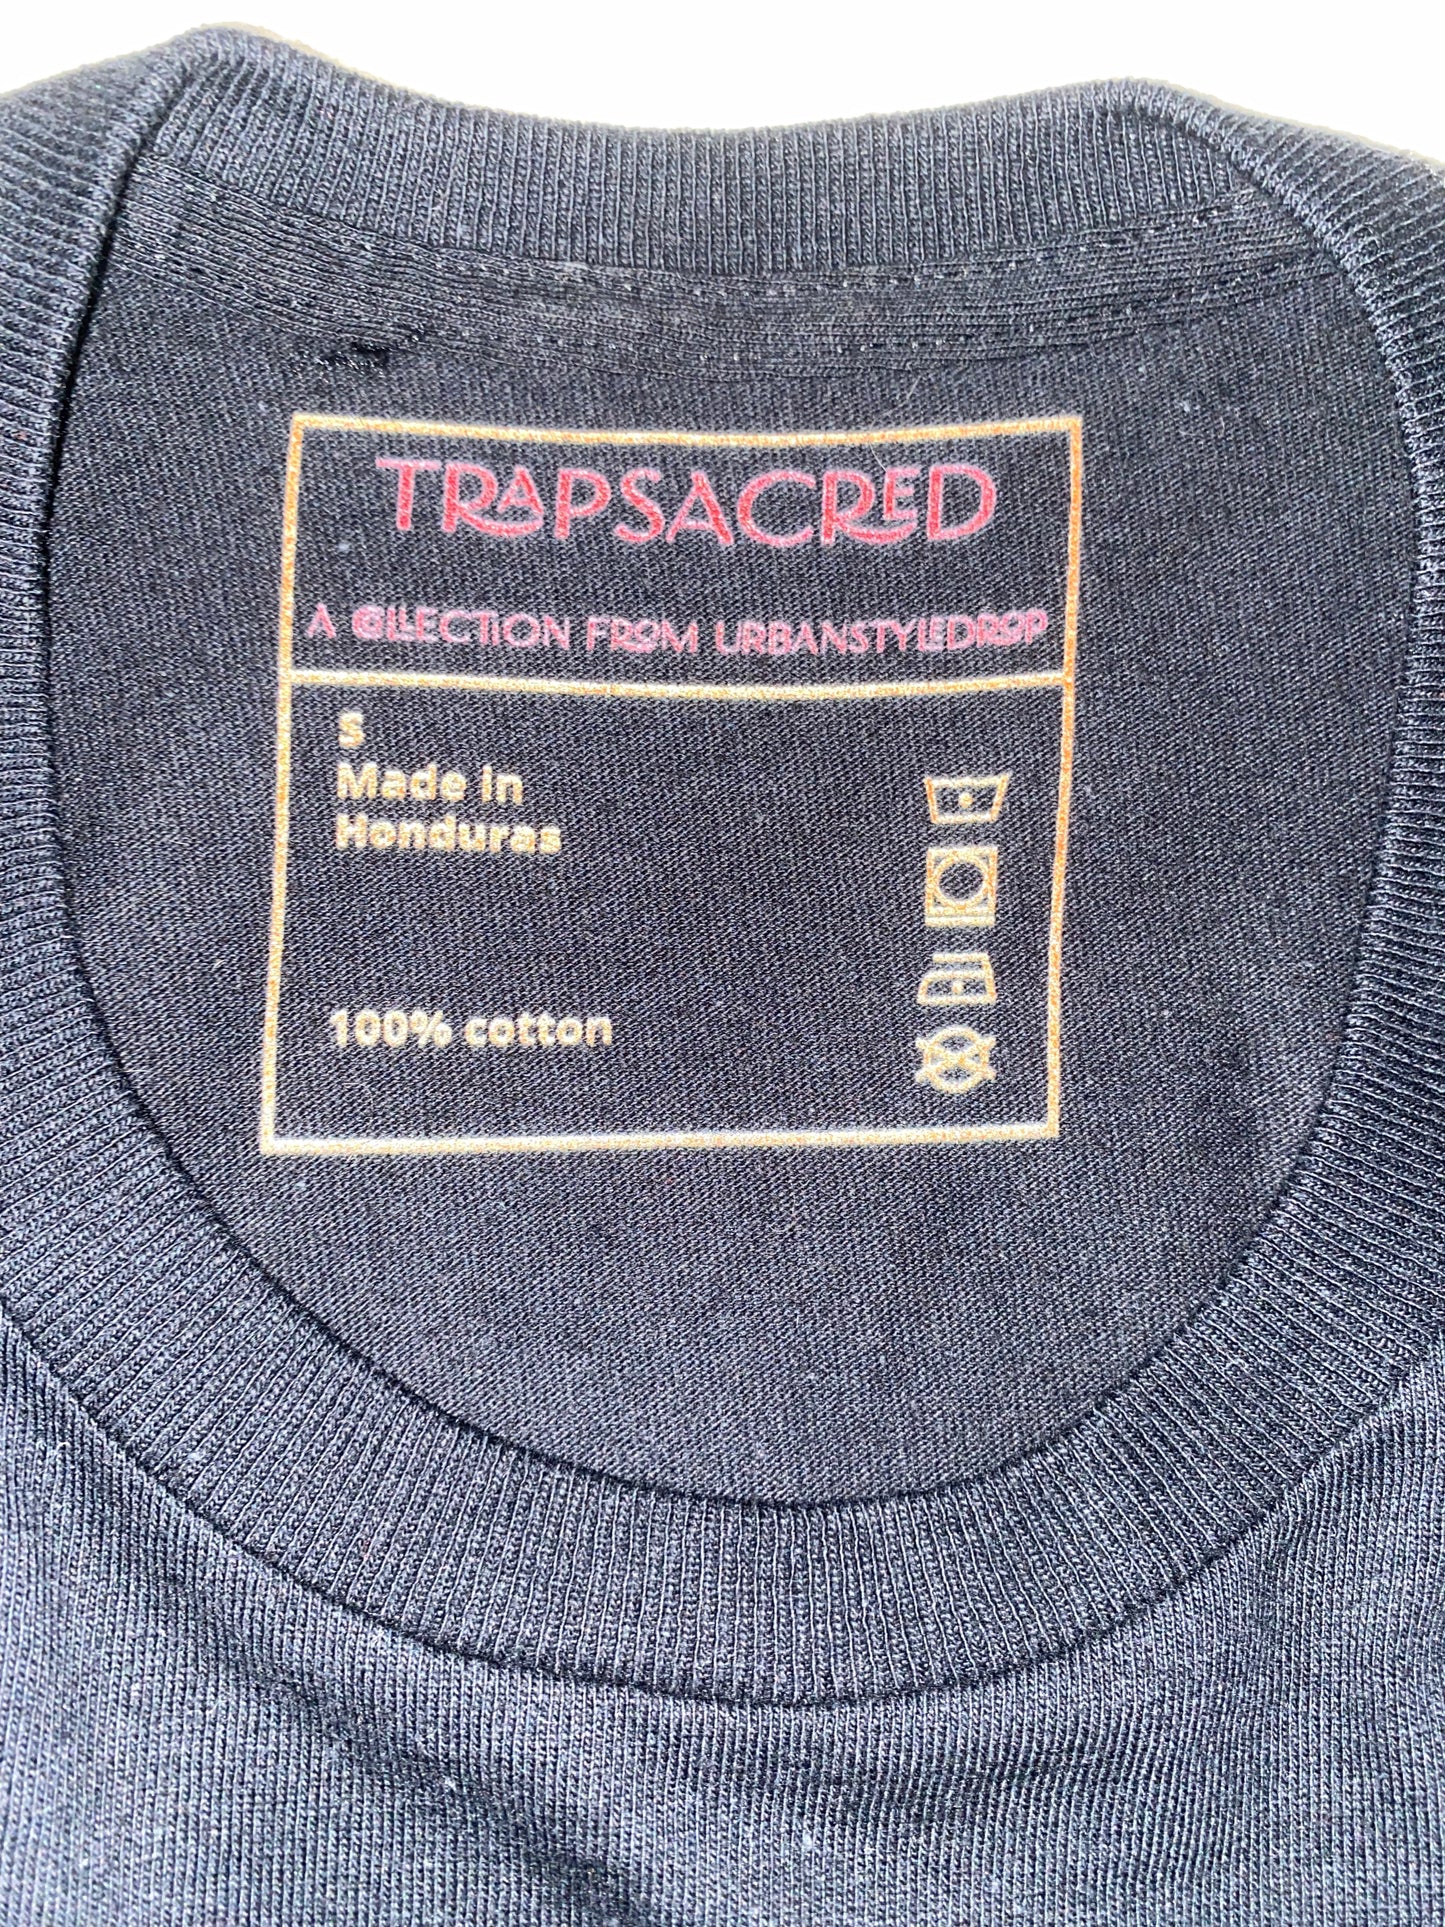 TRAPSACRED
A COLLECTION FROM URBANSTYLEDROP
S
Made in
Honduras
100% cotton